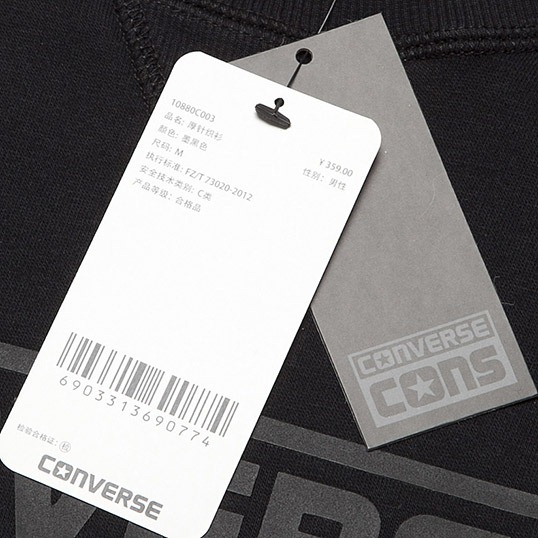 10880C003
品名: 厚针织衫
颜色: 墨黑色
尺码: M
¥ 359.00
执行标准: FZ/T 73020-2012
性别: 男性
安全技术类别: C类
产品等级: 合格品
6903313690774
检验合格证: 检
CONVERSE
CONVERSE
CONS